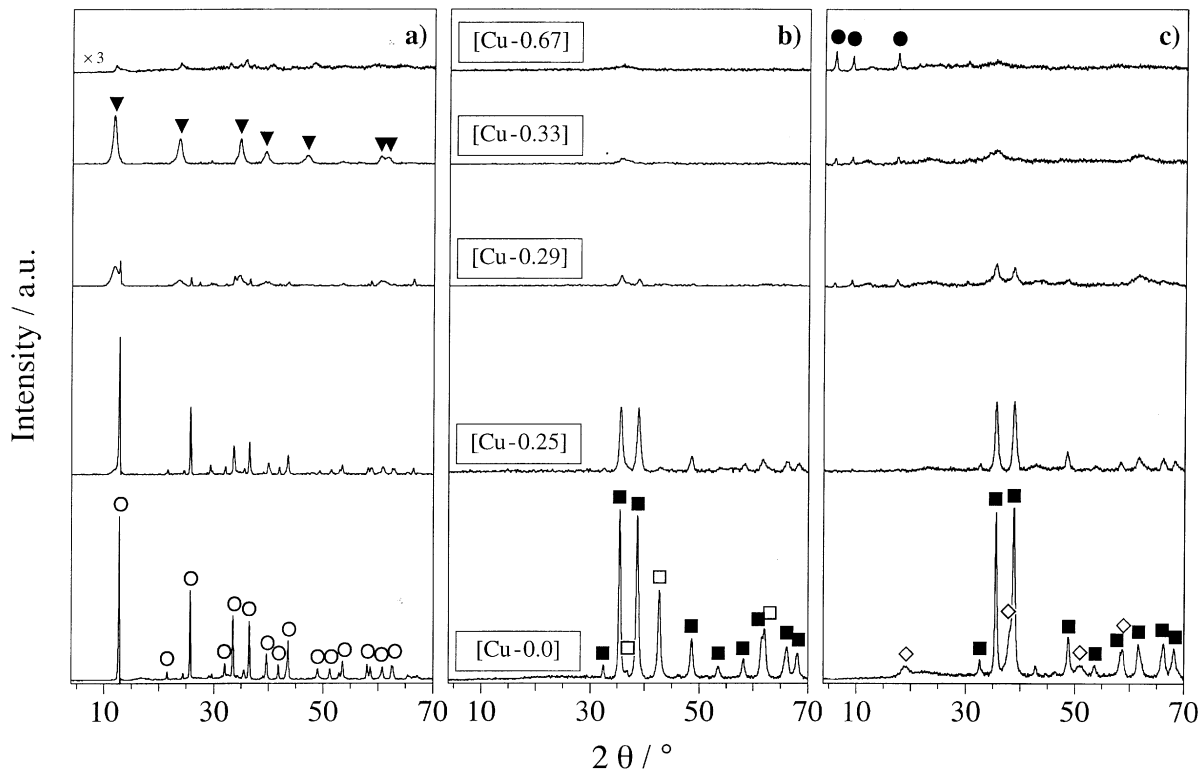 a)
b)
c)
× 3
[Cu-0.67]
[Cu-0.33]
[Cu-0.29]
[Cu-0.25]
[Cu-0.0]
Intensity / a.u.
10 30 50 70
10 30 50 70
10 30 50 70
2 θ / °